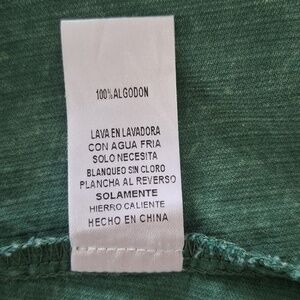 100% ALGODON
LAVA EN LAVADORA
CON AGUA FRIA
SOLO NECESITA
BLANQUEO SIN CLORO
PLANCHA AL REVERSO
SOLAMENTE
HIERRO CALIENTE
HECHO EN CHINA